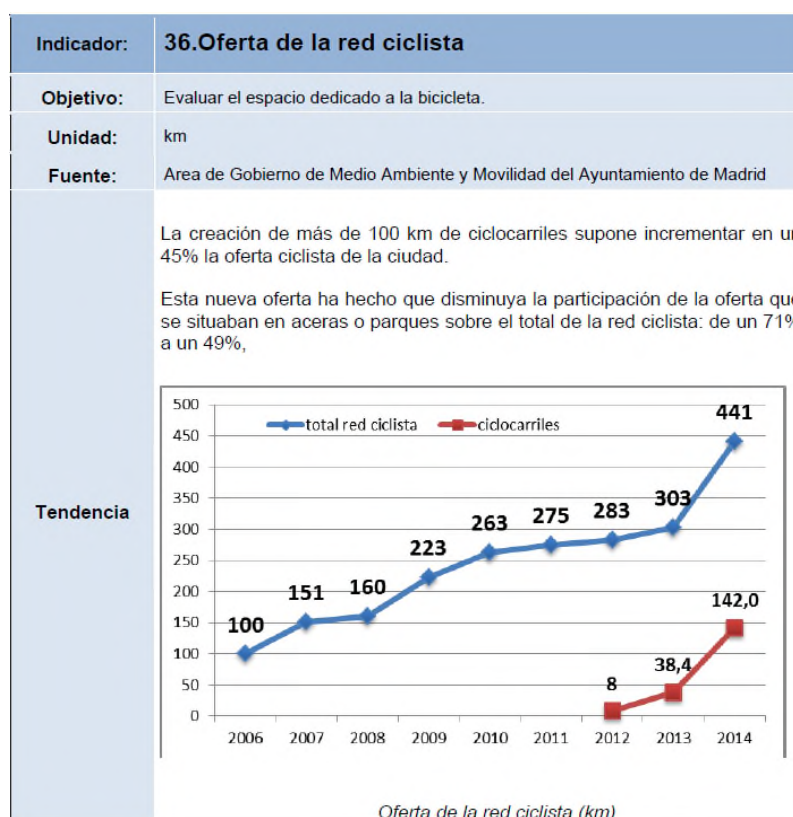 Indicador: 36.Oferta de la red ciclista
Objetivo: Evaluar el espacio dedicado a la bicicleta.
Unidad: km
Fuente: Area de Gobierno de Medio Ambiente y Movilidad del Ayuntamiento de Madrid
La creación de más de 100 km de ciclocarriles supone incrementar en
45% la oferta ciclista de la ciudad.
Esta nueva oferta ha hecho que disminuya la participación de la oferta que
se situaban en aceras o parques sobre el total de la red ciclista: de un 71%
a un 49%,
Tendencia
total red ciclista ciclocarriles
500
450
400
350
300
250
200
150
100
50
0
100
151
160
223
263
275
283
303
441
8
38,4
142,0
2006 2007 2008 2009 2010 2011 2012 2013 2014
Oferta de la red ciclista (km)